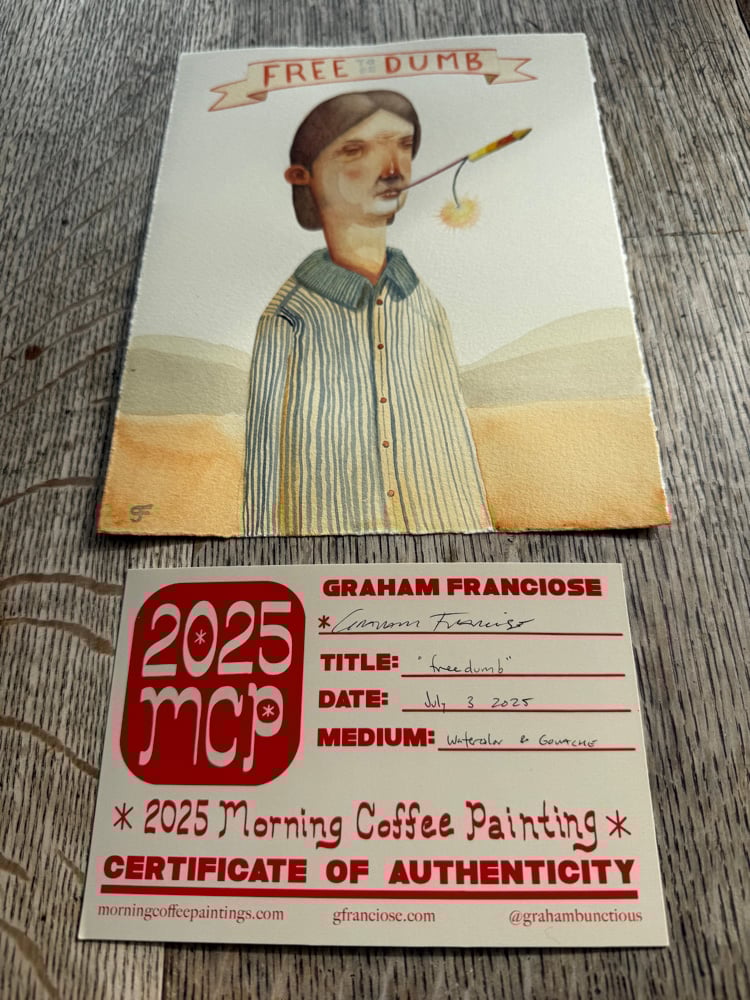 FREE TO BE DUMB
GF
2025
MCP
GRAHAM FRANCIOSE
* Graham Franciose
TITLE: "freedumb"
DATE: July 3 2025
MEDIUM: Watercolor & Gouache
* 2025 Morning Coffee Painting *
CERTIFICATE OF AUTHENTICITY
morningcoffeepaintings.com gfranciose.com @grahambunctious